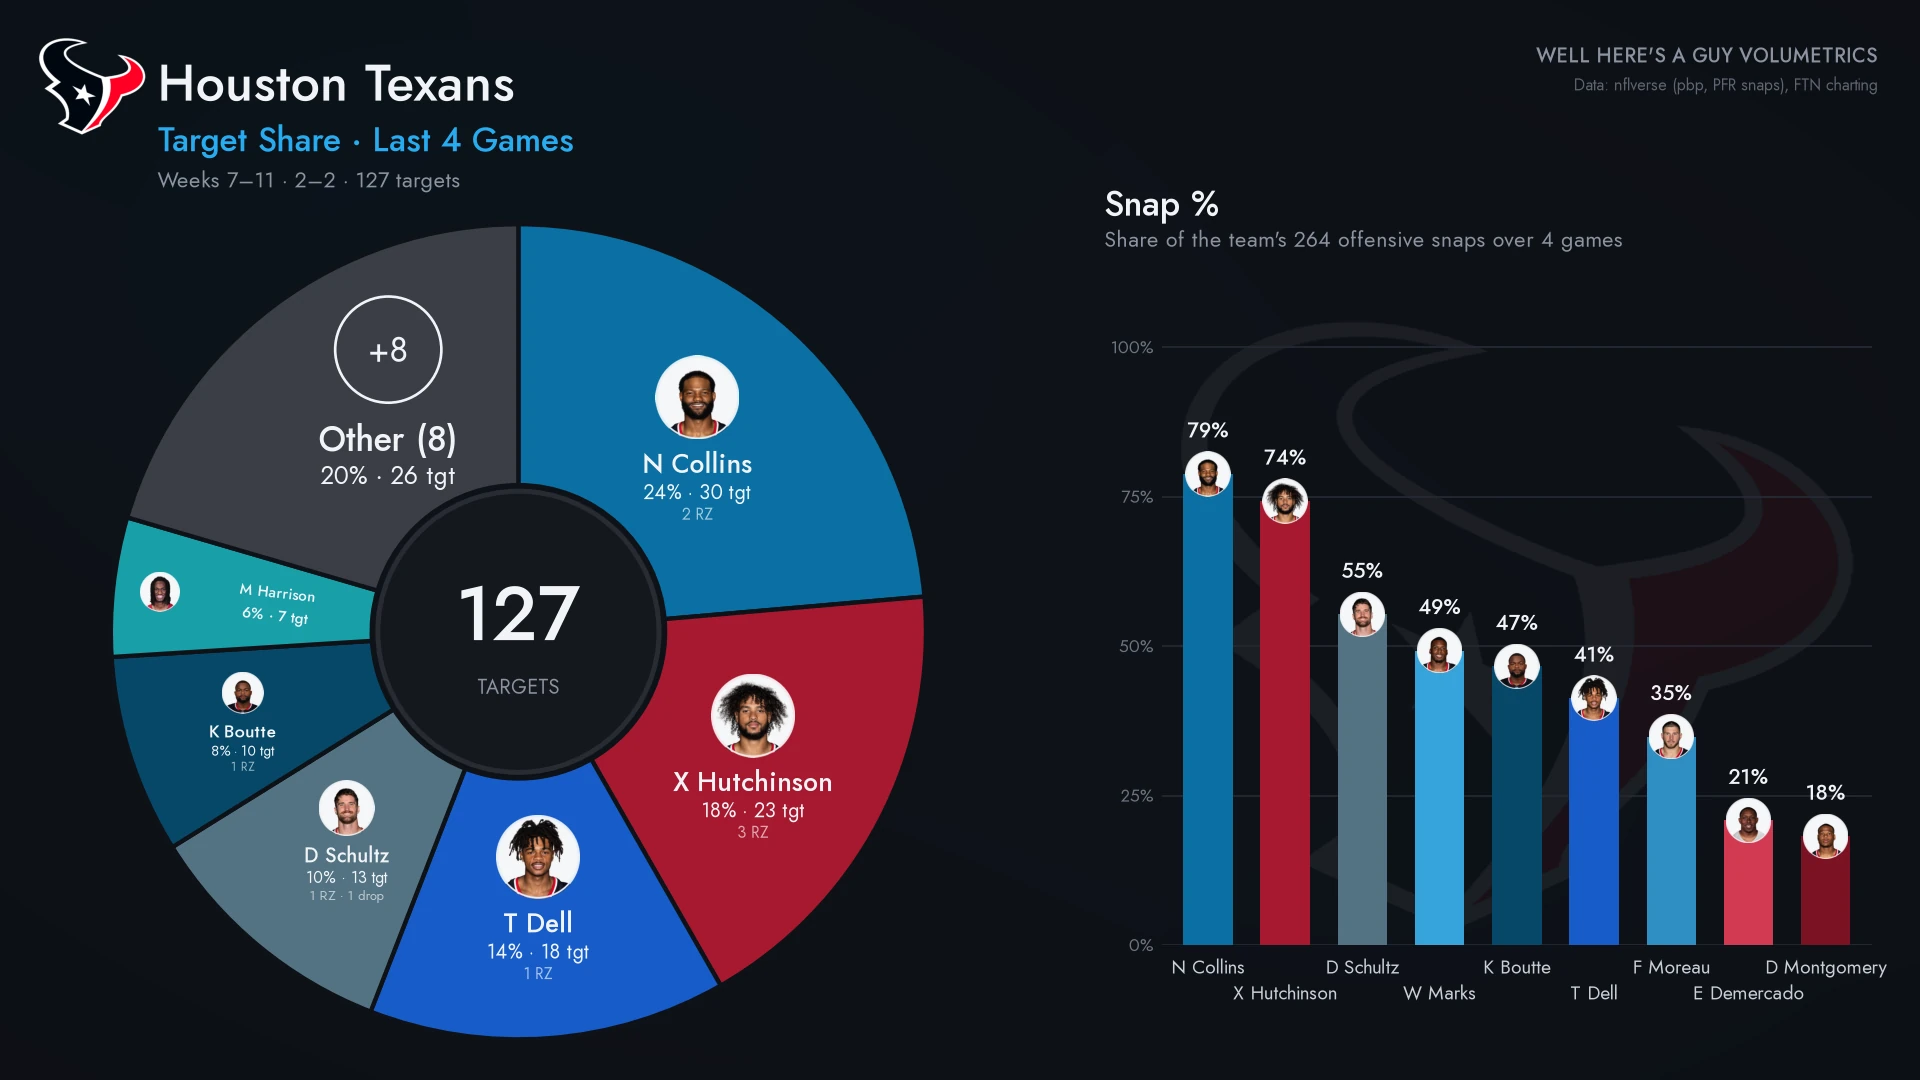 Houston Texans
Target Share · Last 4 Games
Weeks 7–11 · 2–2 · 127 targets
WELL HERE'S A GUY VOLUMETRICS
Data: nflverse (pbp, PFR snaps), FTN charting
+8
Other (8)
20% · 26 tgt
N Collins
24% · 30 tgt
2 RZ
M Harrison
6% · 7 tgt
127
TARGETS
K Boutte
8% · 10 tgt
1 RZ
X Hutchinson
18% · 23 tgt
3 RZ
D Schultz
10% · 13 tgt
1 RZ · 1 drop
T Dell
14% · 18 tgt
1 RZ
Snap %
Share of the team's 264 offensive snaps over 4 games
100%
75%
50%
25%
0%
79%
74%
55%
49%
47%
41%
35%
21%
18%
N Collins
X Hutchinson
D Schultz
W Marks
K Boutte
T Dell
F Moreau
E Demercado
D Montgomery